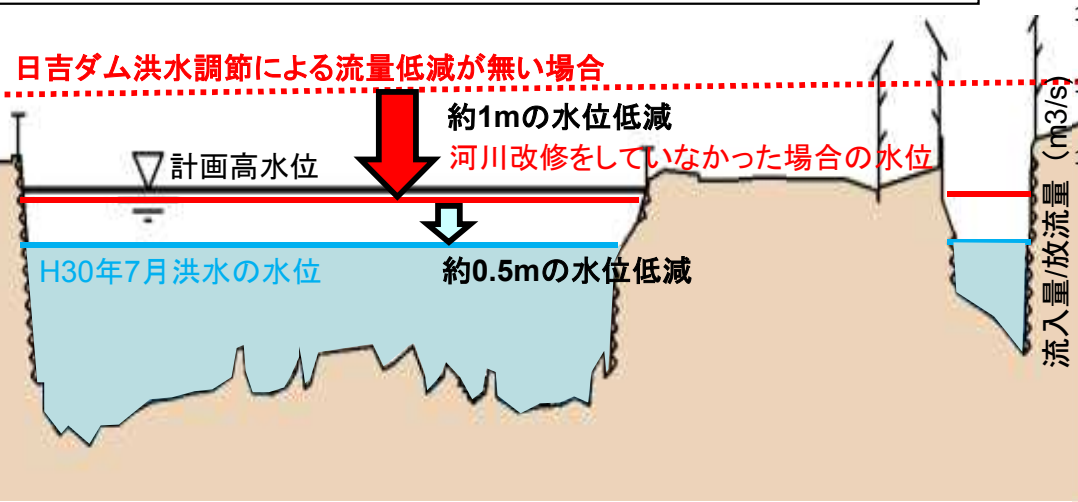 日吉ダム洪水調節による流量低減が無い場合
約1mの水位低減
河川改修をしていなかった場合の水位
計画高水位
H30年7月洪水の水位
約0.5mの水位低減
流入量/放流量 (m3/s)